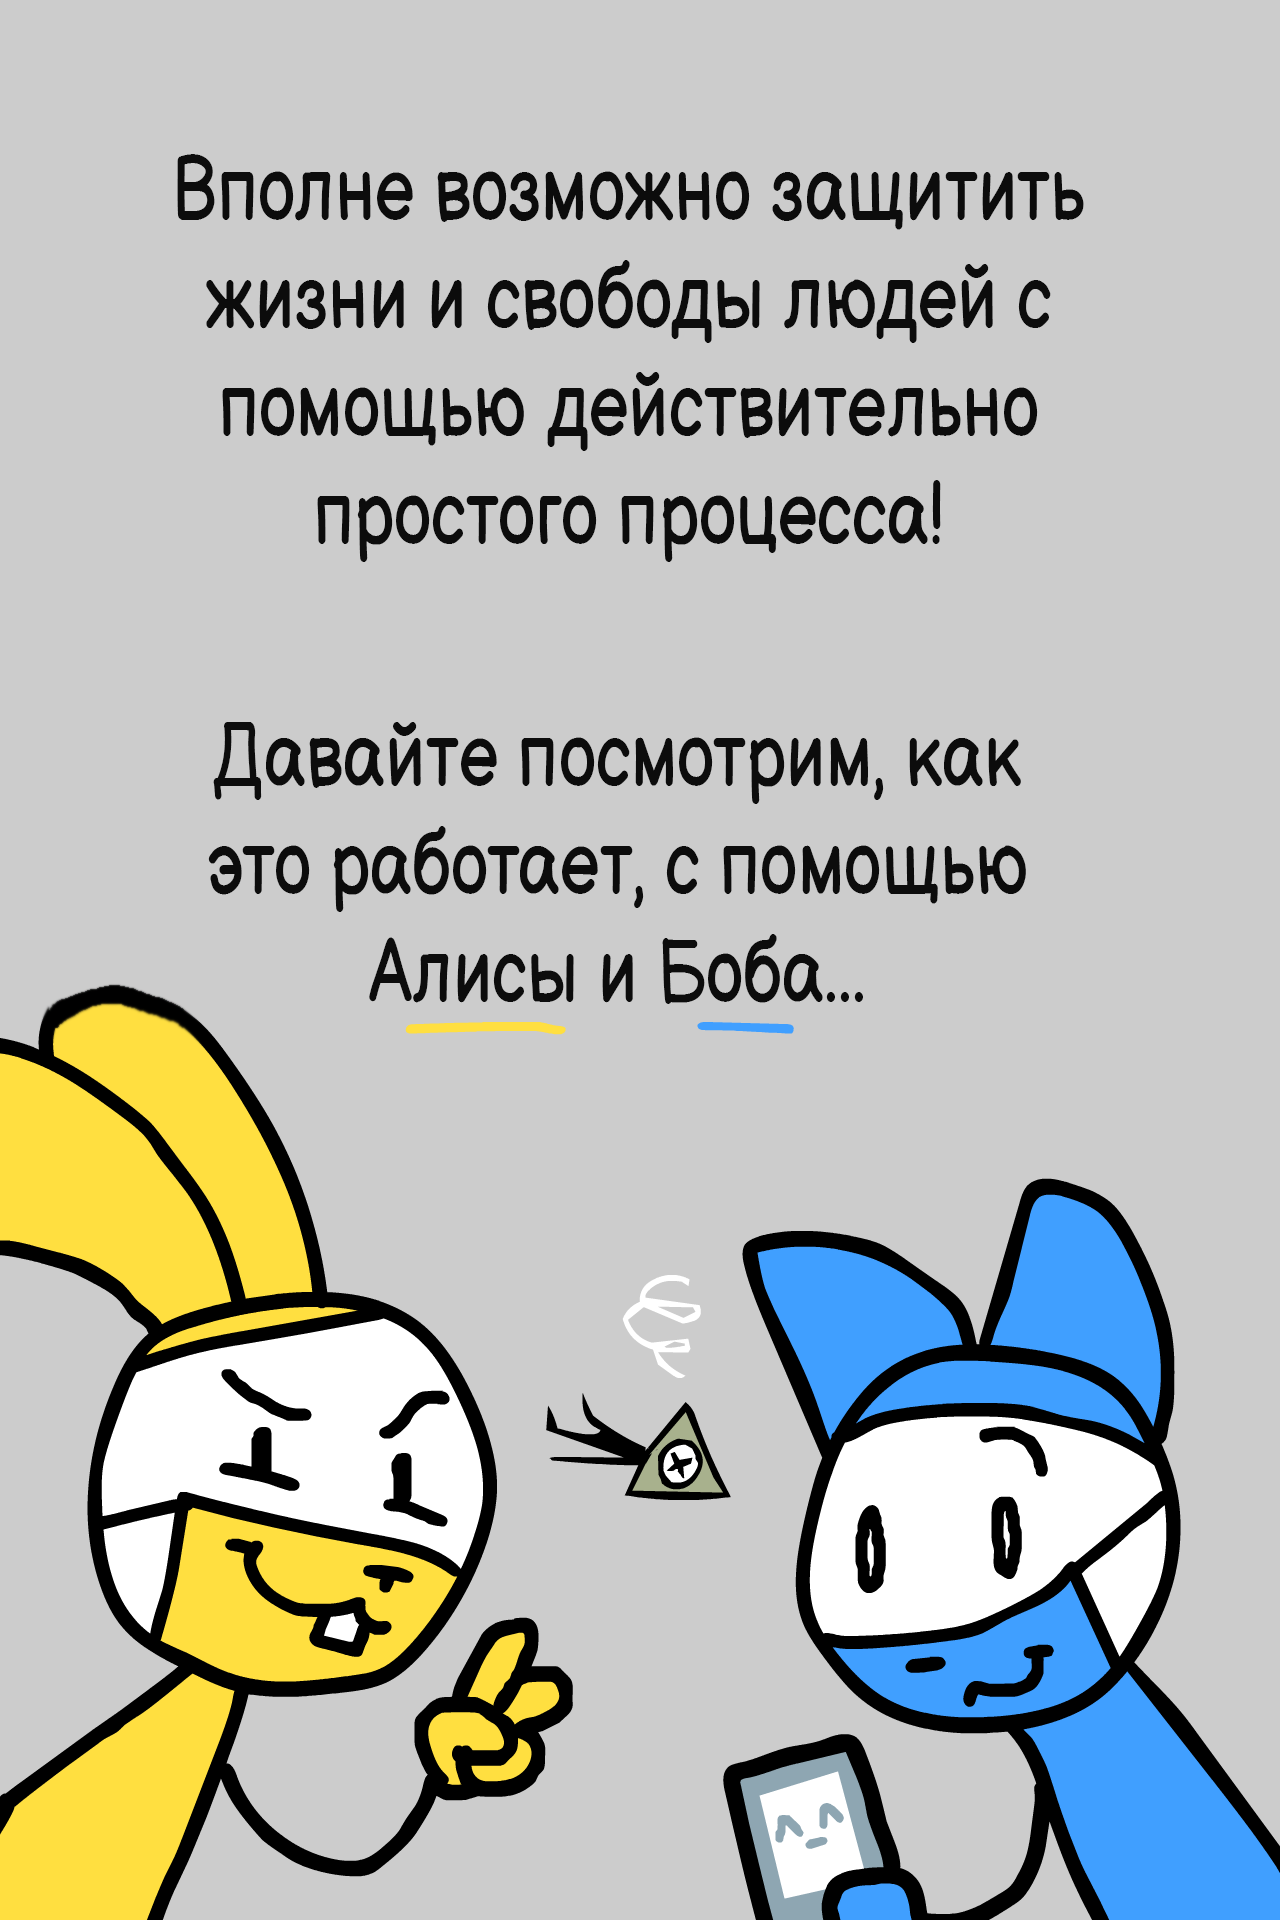 Вполне возможно защитить
жизни и свободы людей с
помощью действительно
простого процесса!
Давайте посмотрим, как
это работает, с помощью
Алисы и Боба...